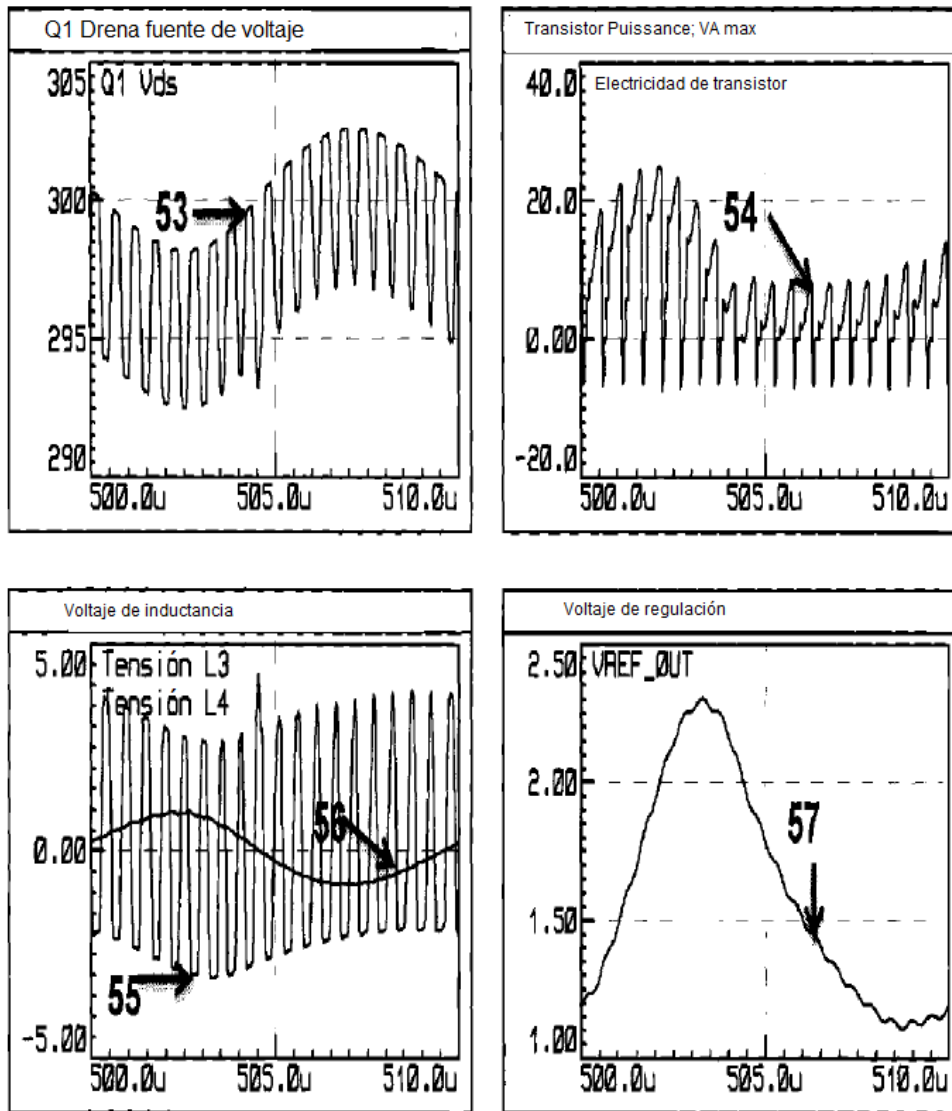 Q1 Drena fuente de voltaje
305
Q1 Vds
300
53
295
290
500.0u
505.0u
510.0u
Transistor Puissance; VA max
40.0
Electricidad de transistor
20.0
54
0.00
-20.0
500.0u
505.0u
510.0u
Voltaje de inductancia
5.00
Tensión L3
Tensión L4
56
0.00
55
-5.00
500.0u
505.0u
510.0u
Voltaje de regulación
2.50
VREF_OUT
2.00
57
1.50
1.00
500.0u
505.0u
510.0u